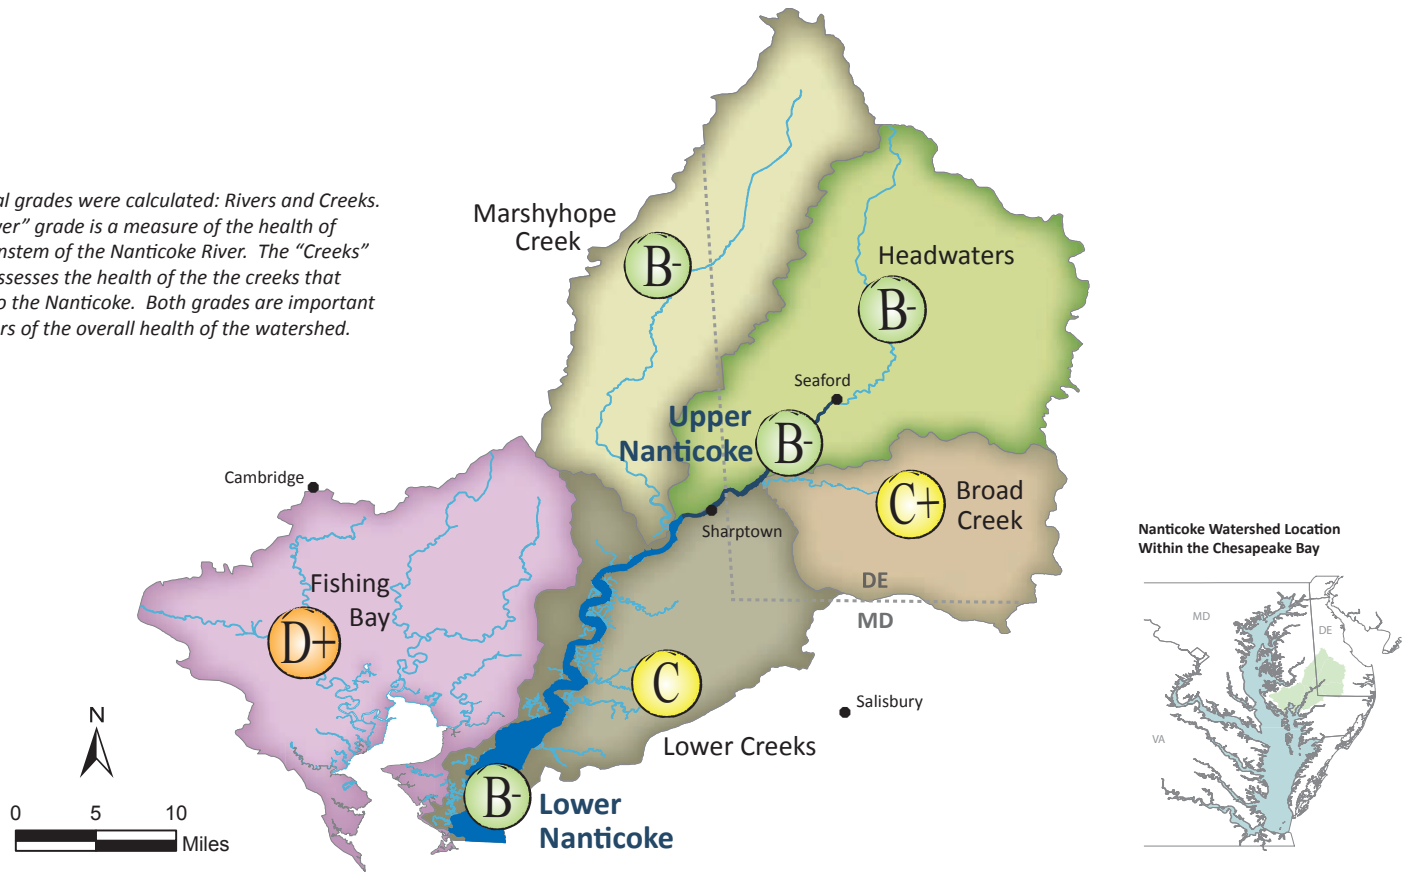 al grades were calculated: Rivers and Creeks.
ver” grade is a measure of the health of
nstem of the Nanticoke River. The “Creeks”
ssesses the health of the the creeks that
o the Nanticoke. Both grades are important
rs of the overall health of the watershed.
Marshyhope
Creek
B-
Headwaters
B-
Seaford
Upper
Nanticoke
B-
Cambridge
C+
Broad
Creek
Sharptown
Fishing
Bay
D+
DE
MD
C
Salisbury
Lower Creeks
B-
Lower
Nanticoke
N
0 5 10
Miles
Nanticoke Watershed Location
Within the Chesapeake Bay
MD
DE
VA